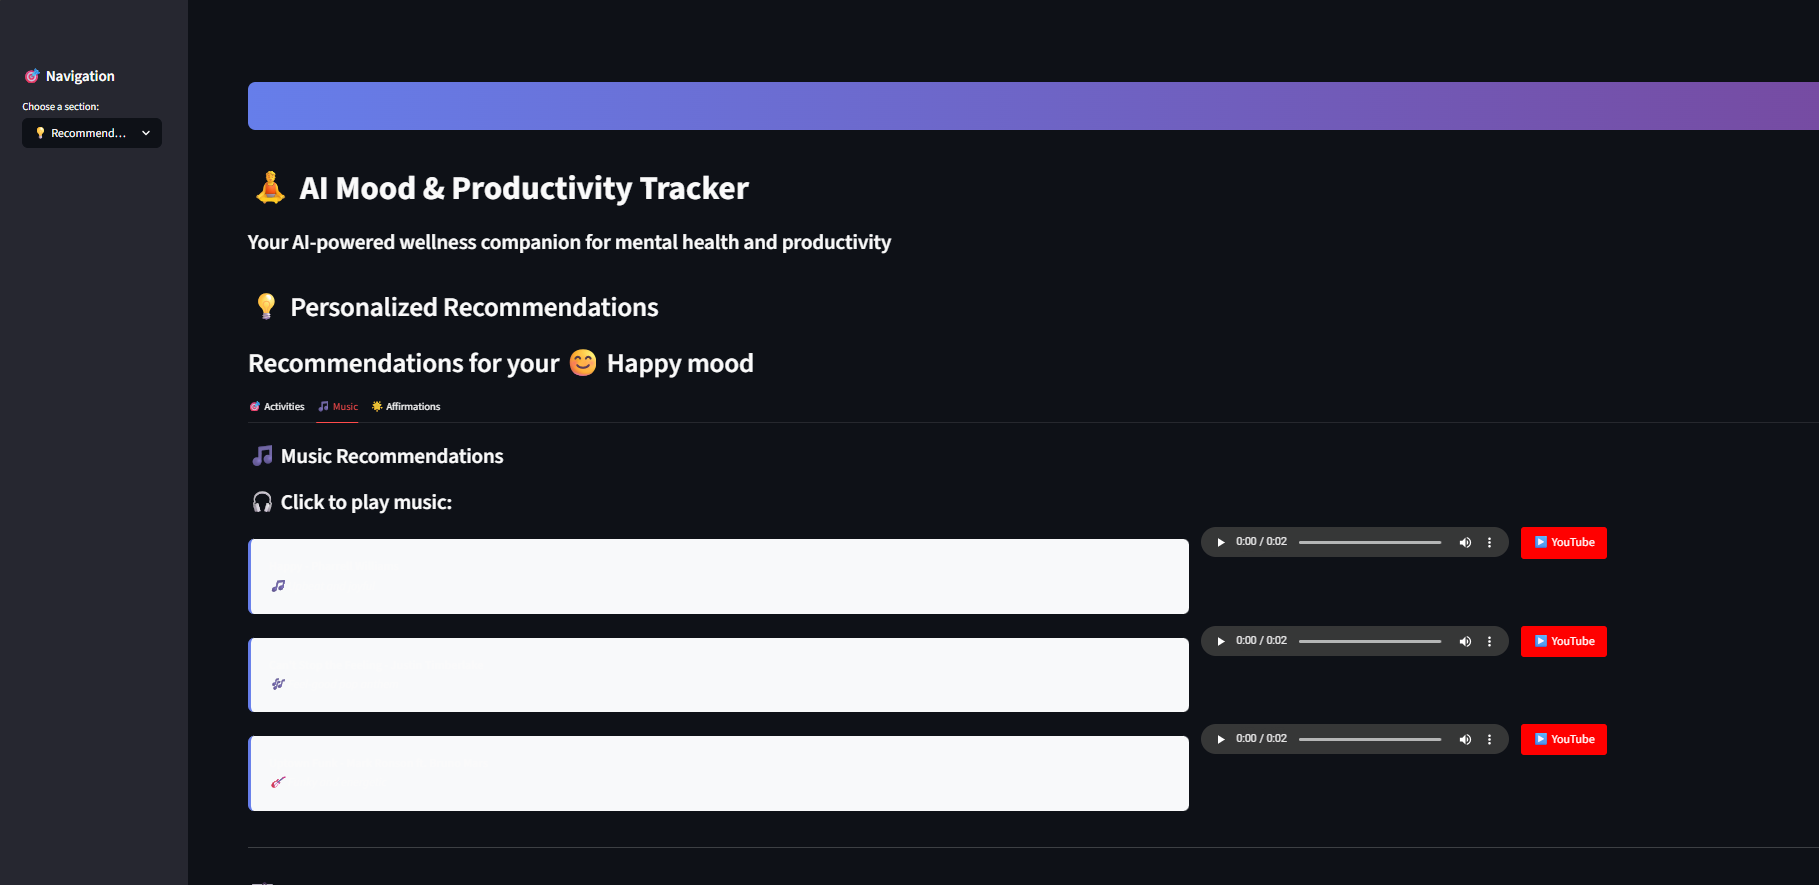 Navigation
Choose a section:
Recommend...
AI Mood & Productivity Tracker
Your AI-powered wellness companion for mental health and productivity
Personalized Recommendations
Recommendations for your 😊 Happy mood
Activities Music Affirmations
Music Recommendations
Click to play music:
0:00 / 0:02 YouTube
0:00 / 0:02 YouTube
0:00 / 0:02 YouTube